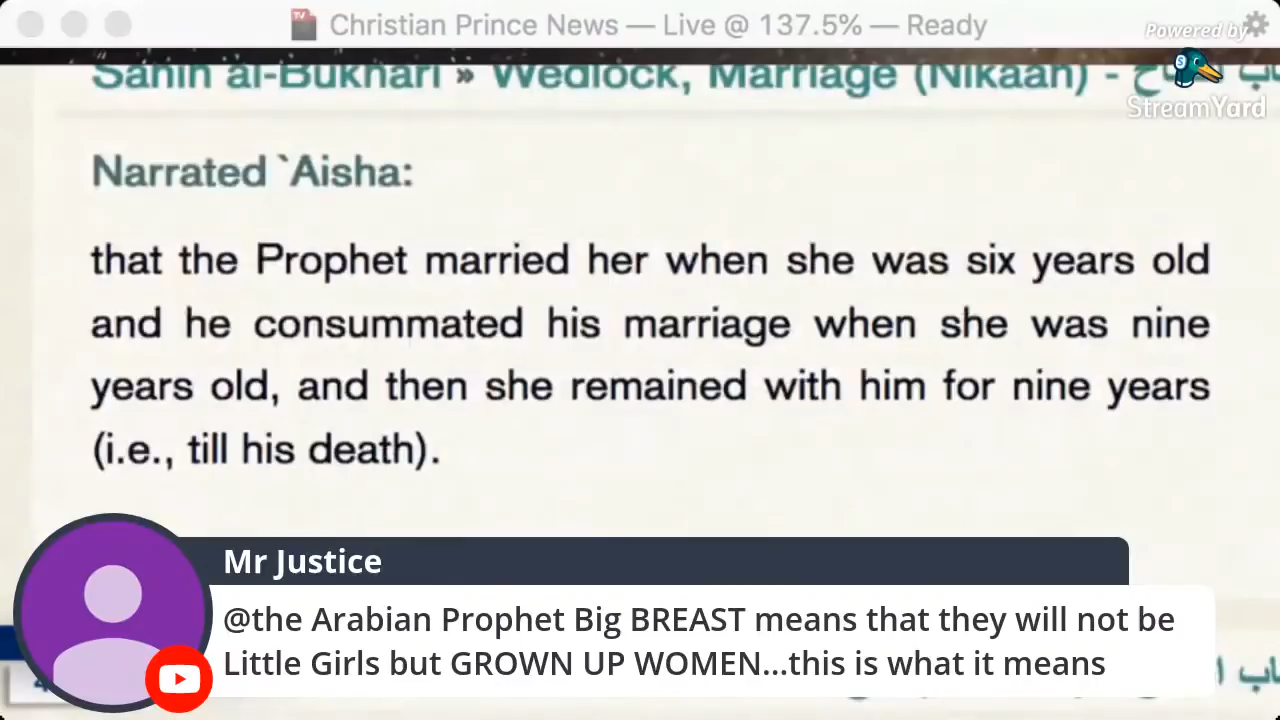 Christian Prince News — Live @ 137.5% — Ready
Powered by
StreamYard
Sahih al-Bukhari » Wedlock, Marriage (Nikaah) -
Narrated `Aisha:
that the Prophet married her when she was six years old
and he consummated his marriage when she was nine
years old, and then she remained with him for nine years
(i.e., till his death).
Mr Justice
@the Arabian Prophet Big BREAST means that they will not be
Little Girls but GROWN UP WOMEN...this is what it means